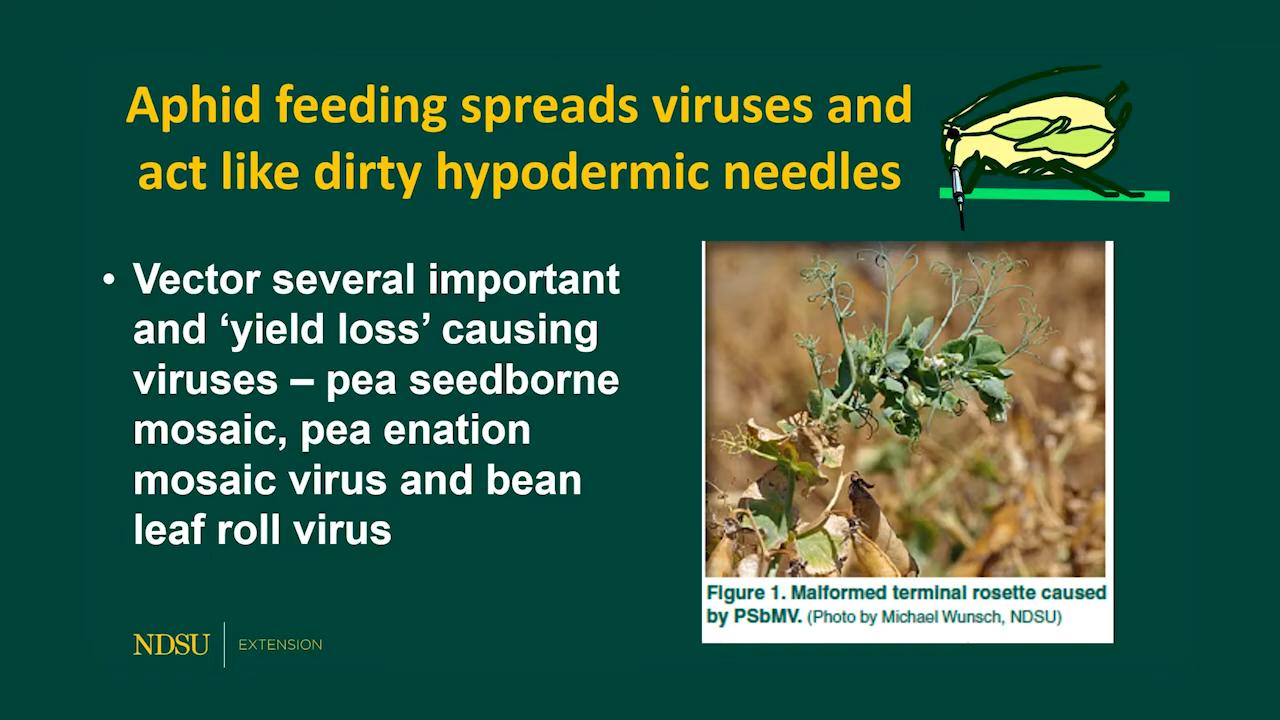 Aphid feeding spreads viruses and
act like dirty hypodermic needles
• Vector several important
and ‘yield loss’ causing
viruses – pea seedborne
mosaic, pea enation
mosaic virus and bean
leaf roll virus
Figure 1. Malformed terminal rosette caused
by PSbMV. (Photo by Michael Wunsch, NDSU)
NDSU EXTENSION